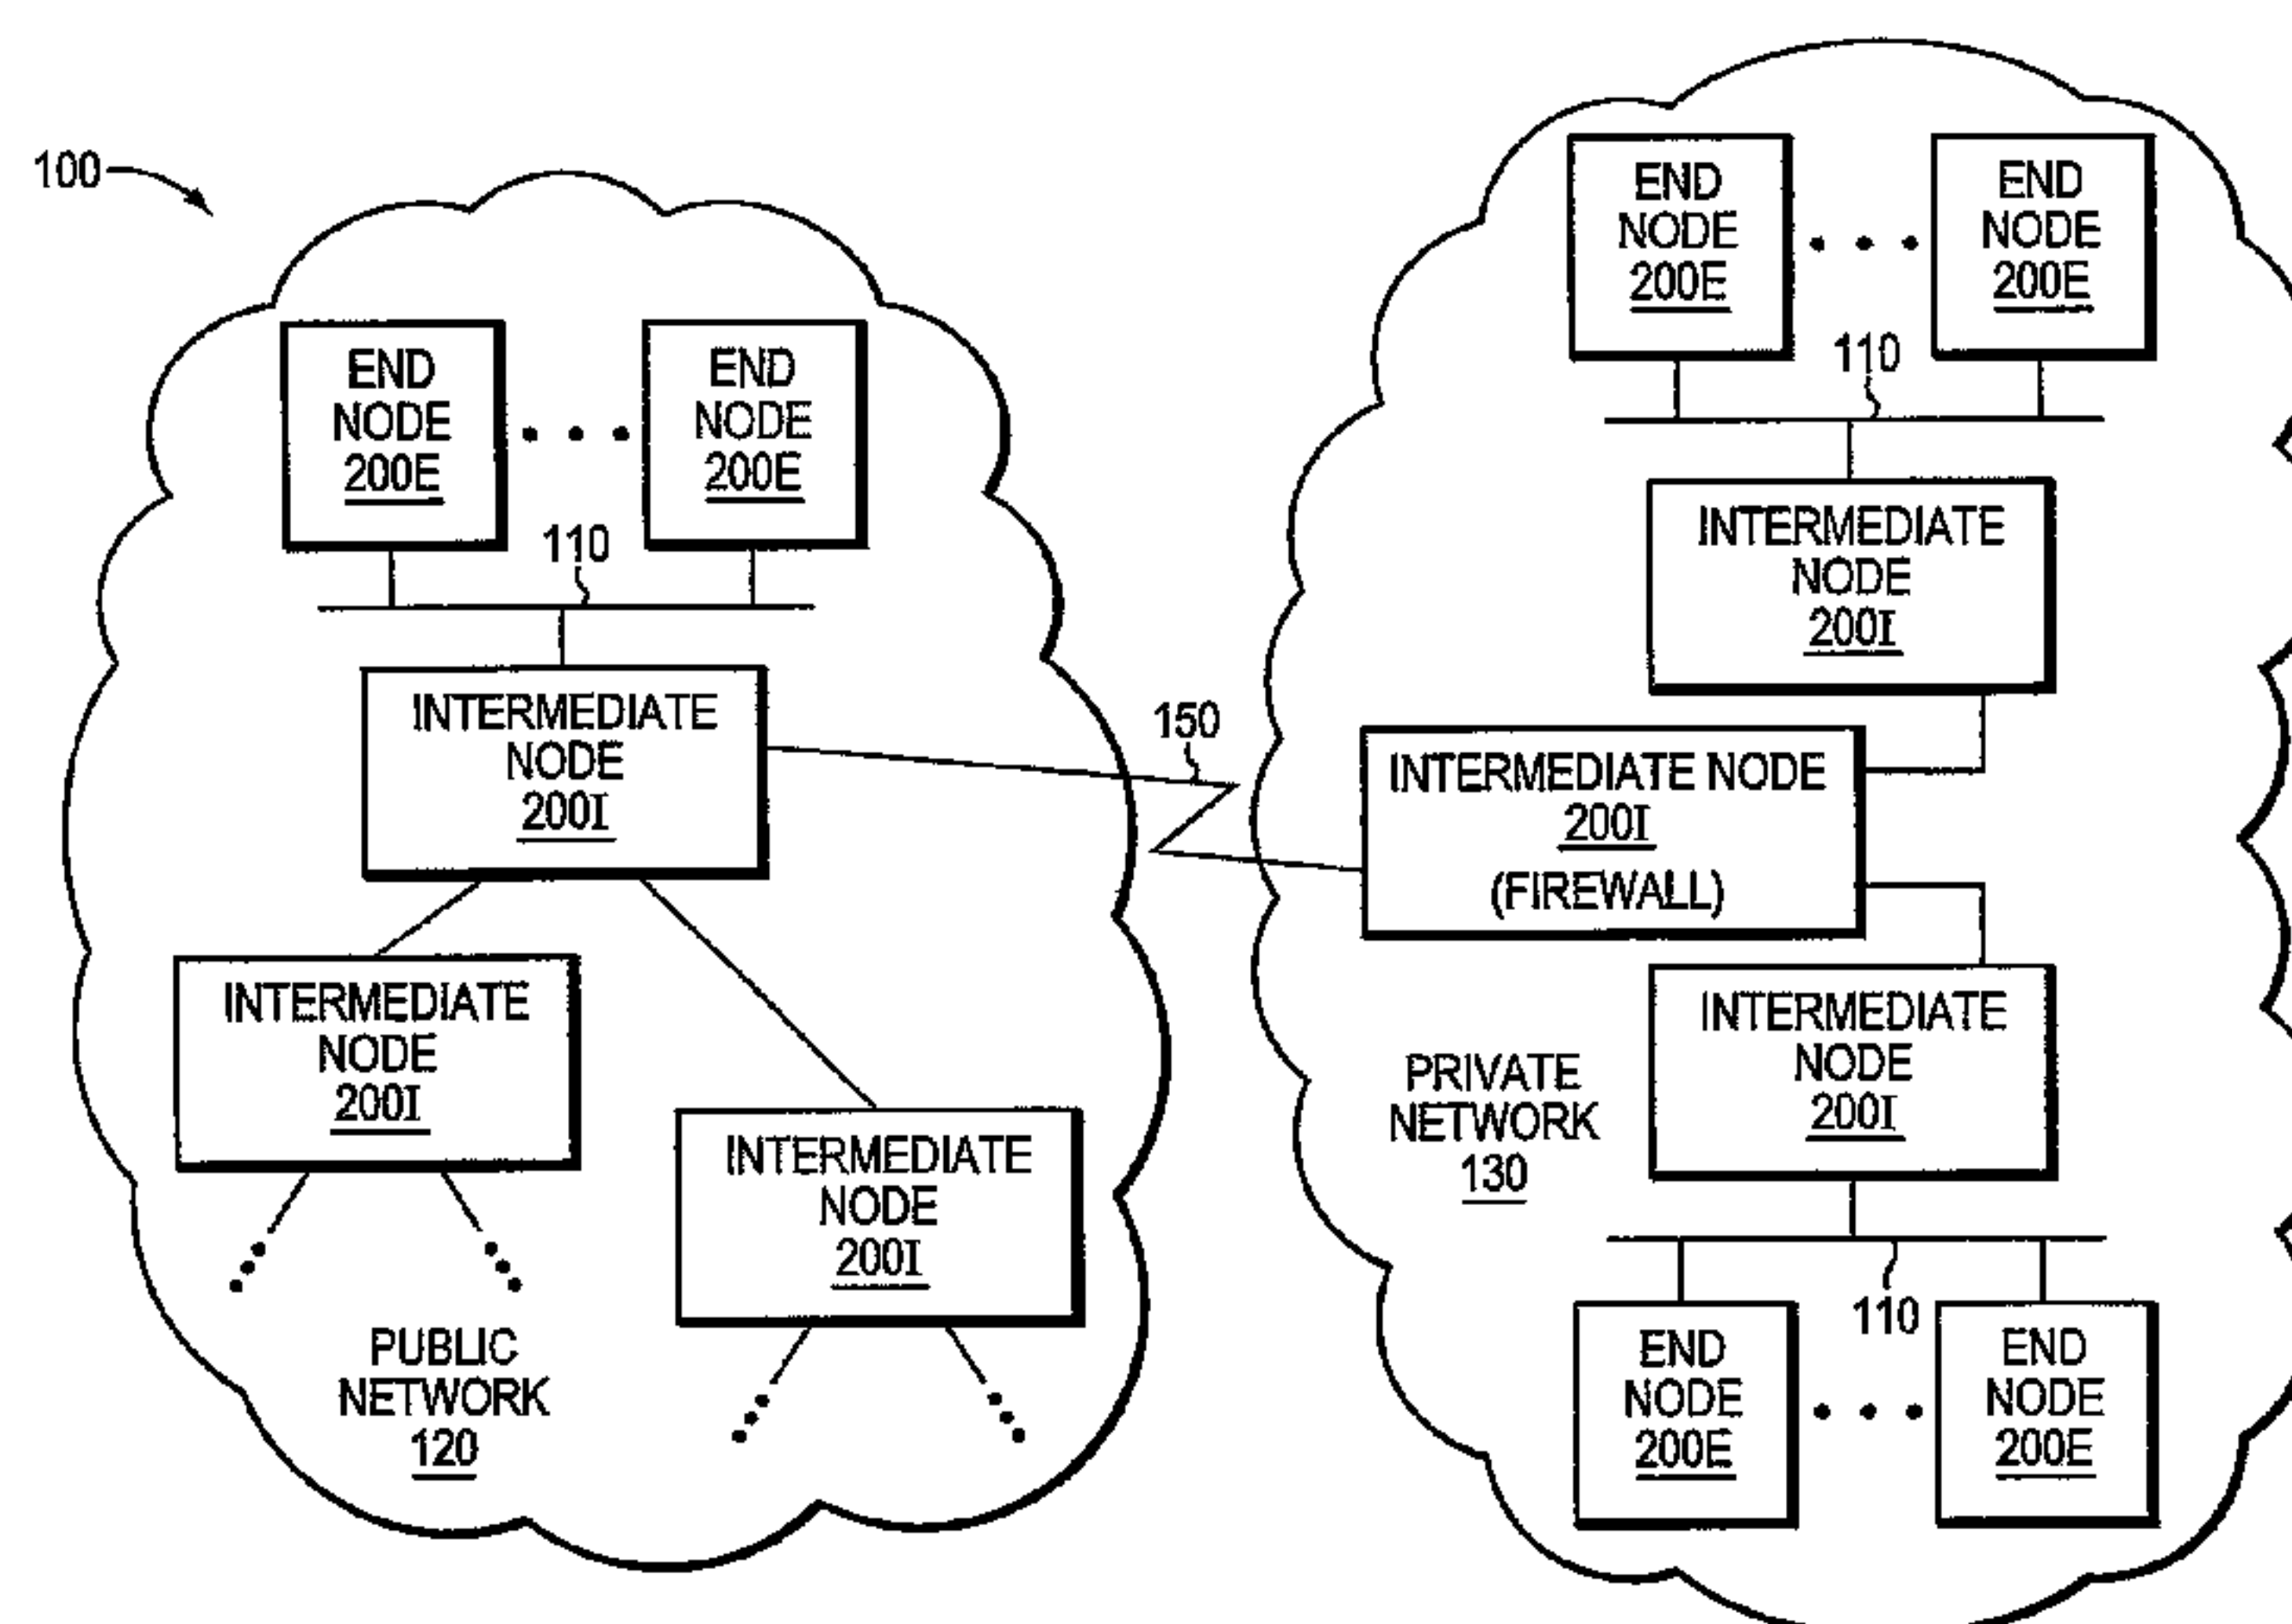 100
END
NODE
200E
END
NODE
200E
110
INTERMEDIATE
NODE
200I
INTERMEDIATE
NODE
200I
INTERMEDIATE
NODE
200I
PUBLIC
NETWORK
120
150
END
NODE
200E
END
NODE
200E
110
INTERMEDIATE
NODE
200I
INTERMEDIATE NODE
200I
(FIREWALL)
INTERMEDIATE
NODE
200I
PRIVATE
NETWORK
130
110
END
NODE
200E
END
NODE
200E